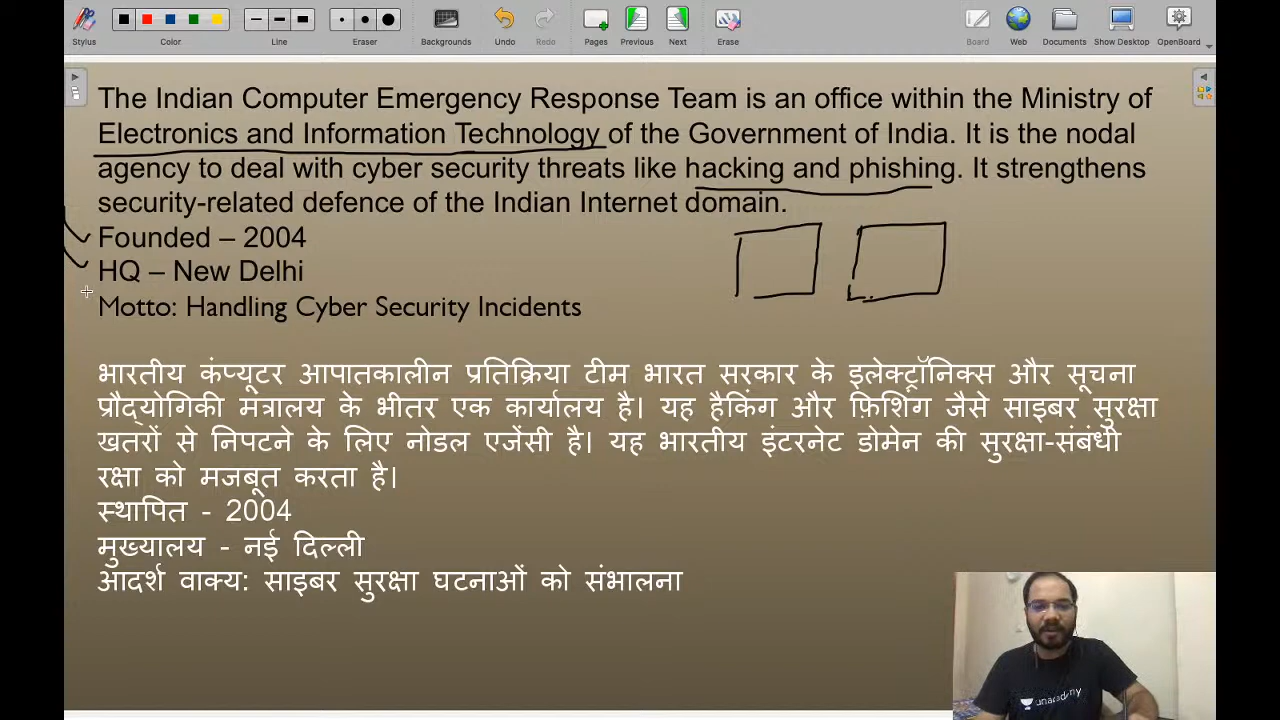 Stylus
Color
Line
Eraser
Backgrounds
Undo
Redo
Pages
Previous
Next
Erase
Board
Web
Documents
Show Desktop
OpenBoard
The Indian Computer Emergency Response Team is an office within the Ministry of
Electronics and Information Technology of the Government of India. It is the nodal
agency to deal with cyber security threats like hacking and phishing. It strengthens
security-related defence of the Indian Internet domain.
Founded – 2004
HQ – New Delhi
Motto: Handling Cyber Security Incidents
भारतीय कंप्यूटर आपातकालीन प्रतिक्रिया टीम भारत सरकार के इलेक्ट्रॉनिक्स और सूचना
प्रौद्योगिकी मंत्रालय के भीतर एक कार्यालय है। यह हैकिंग और फ़िशिंग जैसे साइबर सुरक्षा
खतरों से निपटने के लिए नोडल एजेंसी है। यह भारतीय इंटरनेट डोमेन की सुरक्षा-संबंधी
रक्षा को मजबूत करता है।
स्थापित - 2004
मुख्यालय - नई दिल्ली
आदर्श वाक्य: साइबर सुरक्षा घटनाओं को संभालना
unacademy